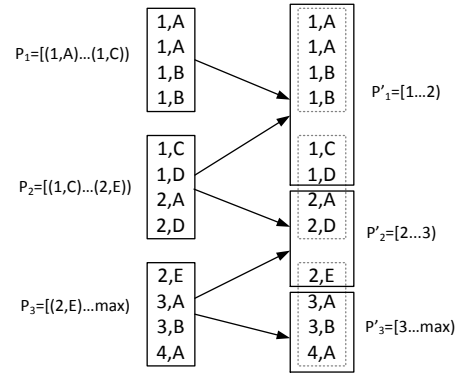 P₁=[(1,A)...(1,C))
1,A
1,A
1,B
1,B
P₂=[(1,C)...(2,E))
1,C
1,D
2,A
2,D
P₃=[(2,E)...max)
2,E
3,A
3,B
4,A
1,A
1,A
1,B
1,B
1,C
1,D
P'₁=[1...2)
2,A
2,D
2,E
P'₂=[2...3)
3,A
3,B
4,A
P'₃=[3...max)